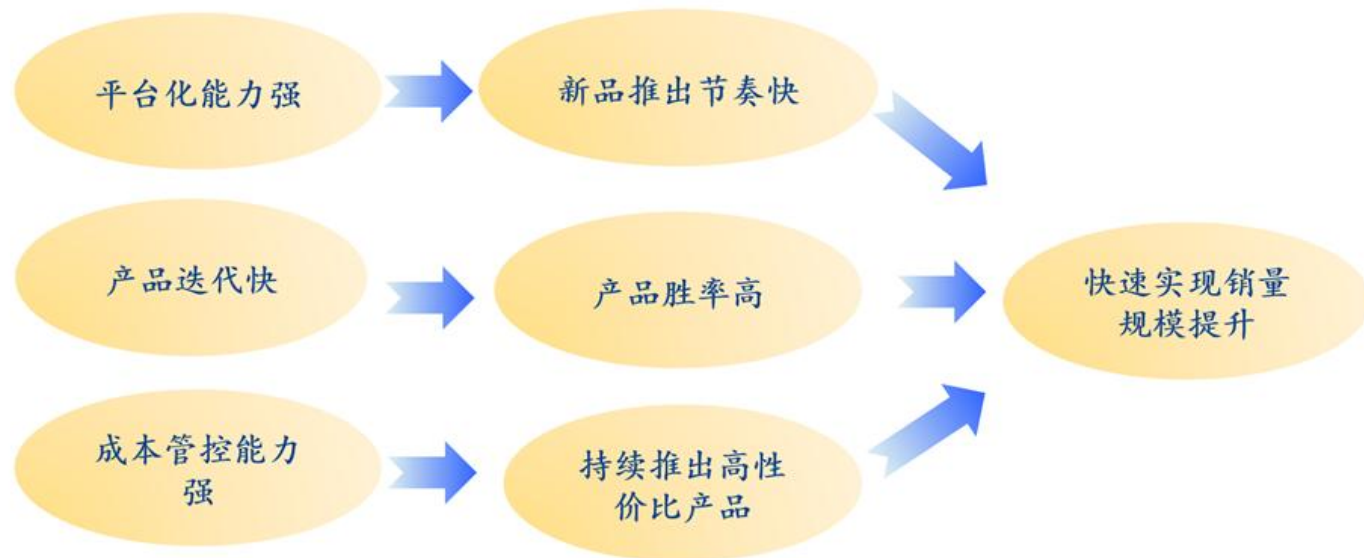 平台化能力强
新品推出节奏快
产品迭代快
产品胜率高
快速实现销量
规模提升
成本管控能力
强
持续推出高性
价比产品